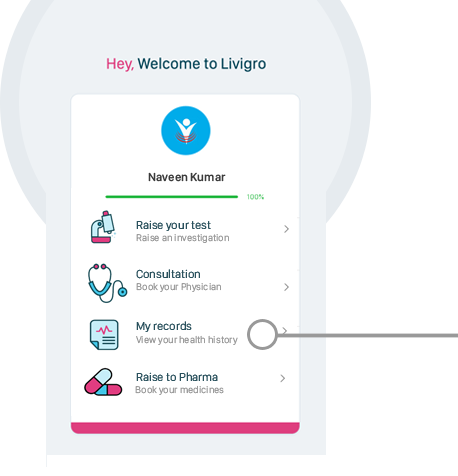 Hey, Welcome to Livigro
Naveen Kumar
100%
Raise your test
Raise an investigation
Consultation
Book your Physician
My records
View your health history
Raise to Pharma
Book your medicines